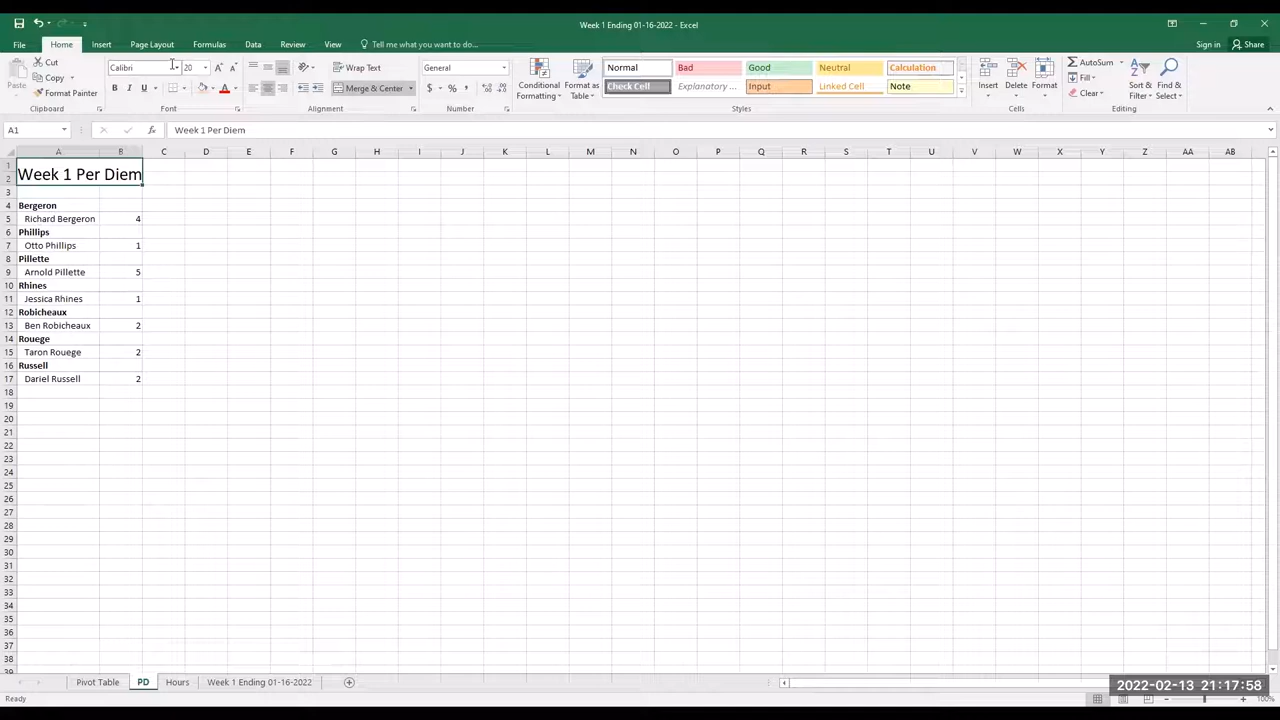 Week 1 Ending 01-16-2022 - Excel
File Home Insert Page Layout Formulas Data Review View Tell me what you want to do... Sign in Share
Cut
Copy
Format Painter
Paste
Clipboard
Calibri 20
U A
Font
Wrap Text
Merge & Center
Alignment
General
$ % ,
Number
Conditional Formatting
Format as Table
Normal Bad Good Neutral Calculation
Check Cell Explanatory ... Input Linked Cell Note
Styles
Insert Delete Format
Cells
AutoSum
Fill
Clear
Sort & Filter
Find & Select
Editing
A1 fx Week 1 Per Diem
A B C D E F G H I J K L M N O P Q R S T U V W X Y Z AA AB
1 Week 1 Per Diem
2
3
4 Bergeron
5 Richard Bergeron 4
6 Phillips
7 Otto Phillips 1
8 Pillette
9 Arnold Pillette 5
10 Rhines
11 Jessica Rhines 1
12 Robicheaux
13 Ben Robicheaux 2
14 Rouege
15 Taron Rouege 2
16 Russell
17 Dariel Russell 2
18
19
20
21
22
23
24
25
26
27
28
29
30
31
32
33
34
35
36
37
38
39
Pivot Table PD Hours Week 1 Ending 01-16-2022
2022-02-13 21:17:58
Ready 100%